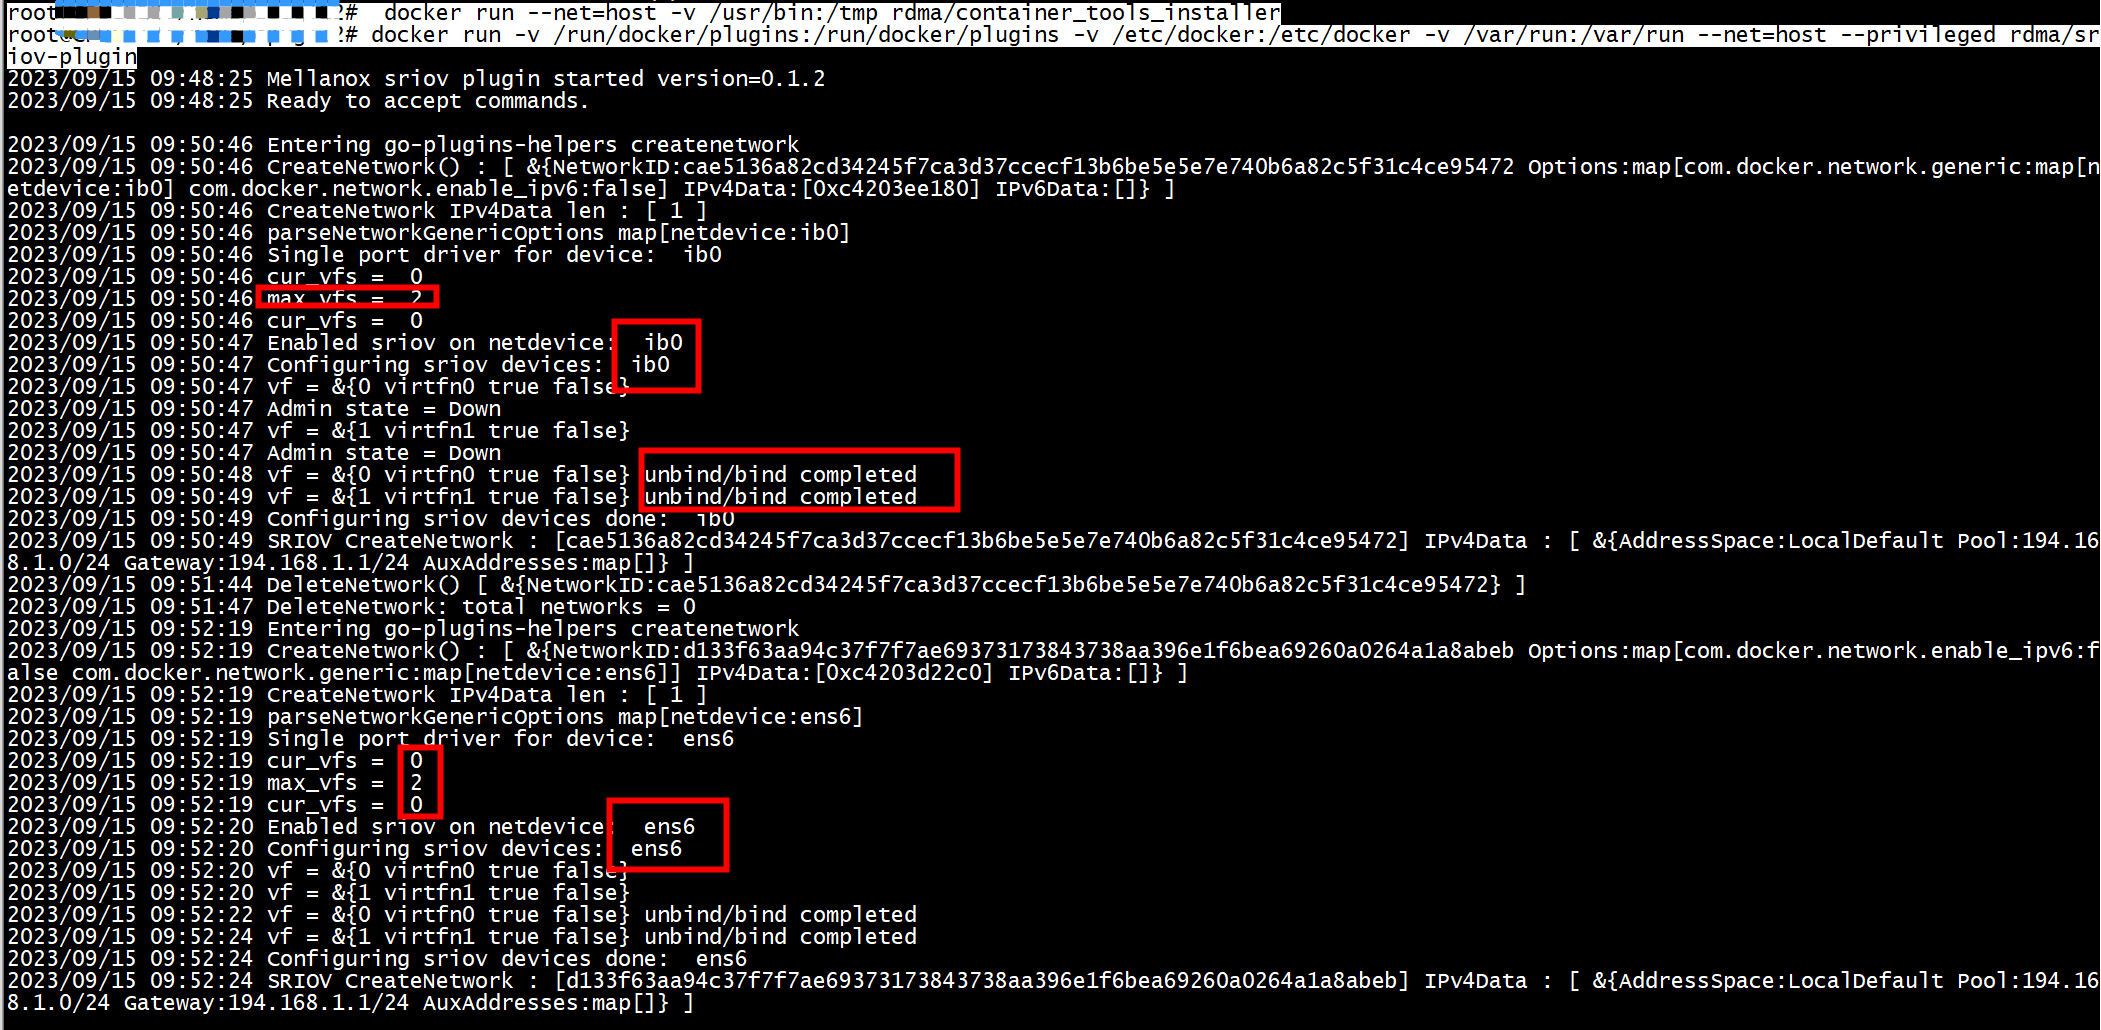 root 2#  docker run --net=host -v /usr/bin:/tmp rdma/container_tools_installer
root 2# docker run -v /run/docker/plugins:/run/docker/plugins -v /etc/docker:/etc/docker -v /var/run:/var/run --net=host --privileged rdma/sr
iov-plugin
2023/09/15 09:48:25 Mellanox sriov plugin started version=0.1.2
2023/09/15 09:48:25 Ready to accept commands.
2023/09/15 09:50:46 Entering go-plugins-helpers createnetwork
2023/09/15 09:50:46 CreateNetwork() : [ &{NetworkID:cae5136a82cd34245f7ca3d37ccecf13b6be5e5e7e740b6a82c5f31c4ce95472 Options:map[com.docker.network.generic:map[n
etdevice:ib0] com.docker.network.enable_ipv6:false] IPv4Data:[0xc4203ee180] IPv6Data:[]} ]
2023/09/15 09:50:46 CreateNetwork IPv4Data len : [ 1 ]
2023/09/15 09:50:46 parseNetworkGenericOptions map[netdevice:ib0]
2023/09/15 09:50:46 Single port driver for device:  ib0
2023/09/15 09:50:46 cur_vfs =  0
2023/09/15 09:50:46 max_vfs =  2
2023/09/15 09:50:46 cur_vfs =  0
2023/09/15 09:50:47 Enabled sriov on netdevice:  ib0
2023/09/15 09:50:47 Configuring sriov devices:  ib0
2023/09/15 09:50:47 vf = &{0 virtfn0 true false}
2023/09/15 09:50:47 Admin state = Down
2023/09/15 09:50:47 vf = &{1 virtfn1 true false}
2023/09/15 09:50:47 Admin state = Down
2023/09/15 09:50:48 vf = &{0 virtfn0 true false} unbind/bind completed
2023/09/15 09:50:49 vf = &{1 virtfn1 true false} unbind/bind completed
2023/09/15 09:50:49 Configuring sriov devices done:  ib0
2023/09/15 09:50:49 SRIOV CreateNetwork : [cae5136a82cd34245f7ca3d37ccecf13b6be5e5e7e740b6a82c5f31c4ce95472] IPv4Data : [ &{AddressSpace:LocalDefault Pool:194.16
8.1.0/24 Gateway:194.168.1.1/24 AuxAddresses:map[]} ]
2023/09/15 09:51:44 DeleteNetwork() [ &{NetworkID:cae5136a82cd34245f7ca3d37ccecf13b6be5e5e7e740b6a82c5f31c4ce95472} ]
2023/09/15 09:51:47 DeleteNetwork: total networks = 0
2023/09/15 09:52:19 Entering go-plugins-helpers createnetwork
2023/09/15 09:52:19 CreateNetwork() : [ &{NetworkID:d133f63aa94c37f7f7ae69373173843738aa396e1f6bea69260a0264a1a8abeb Options:map[com.docker.network.enable_ipv6:f
alse com.docker.network.generic:map[netdevice:ens6]] IPv4Data:[0xc4203d22c0] IPv6Data:[]} ]
2023/09/15 09:52:19 CreateNetwork IPv4Data len : [ 1 ]
2023/09/15 09:52:19 parseNetworkGenericOptions map[netdevice:ens6]
2023/09/15 09:52:19 Single port driver for device:  ens6
2023/09/15 09:52:19 cur_vfs =  0
2023/09/15 09:52:19 max_vfs =  2
2023/09/15 09:52:19 cur_vfs =  0
2023/09/15 09:52:20 Enabled sriov on netdevice:  ens6
2023/09/15 09:52:20 Configuring sriov devices:  ens6
2023/09/15 09:52:20 vf = &{0 virtfn0 true false}
2023/09/15 09:52:20 vf = &{1 virtfn1 true false}
2023/09/15 09:52:22 vf = &{0 virtfn0 true false} unbind/bind completed
2023/09/15 09:52:24 vf = &{1 virtfn1 true false} unbind/bind completed
2023/09/15 09:52:24 Configuring sriov devices done:  ens6
2023/09/15 09:52:24 SRIOV CreateNetwork : [d133f63aa94c37f7f7ae69373173843738aa396e1f6bea69260a0264a1a8abeb] IPv4Data : [ &{AddressSpace:LocalDefault Pool:194.16
8.1.0/24 Gateway:194.168.1.1/24 AuxAddresses:map[]} ]